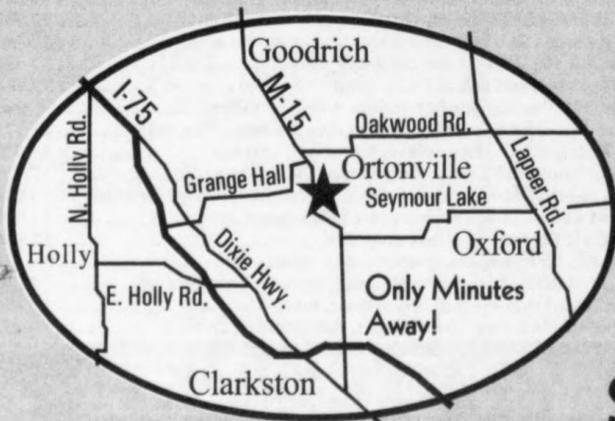 Goodrich
M-15
I-75
Oakwood Rd.
N. Holly Rd.
Grange Hall
Ortonville
Seymour Lake
Lapeer Rd.
Holly
Dixie Hwy.
Oxford
E. Holly Rd.
Only Minutes
Away!
Clarkston